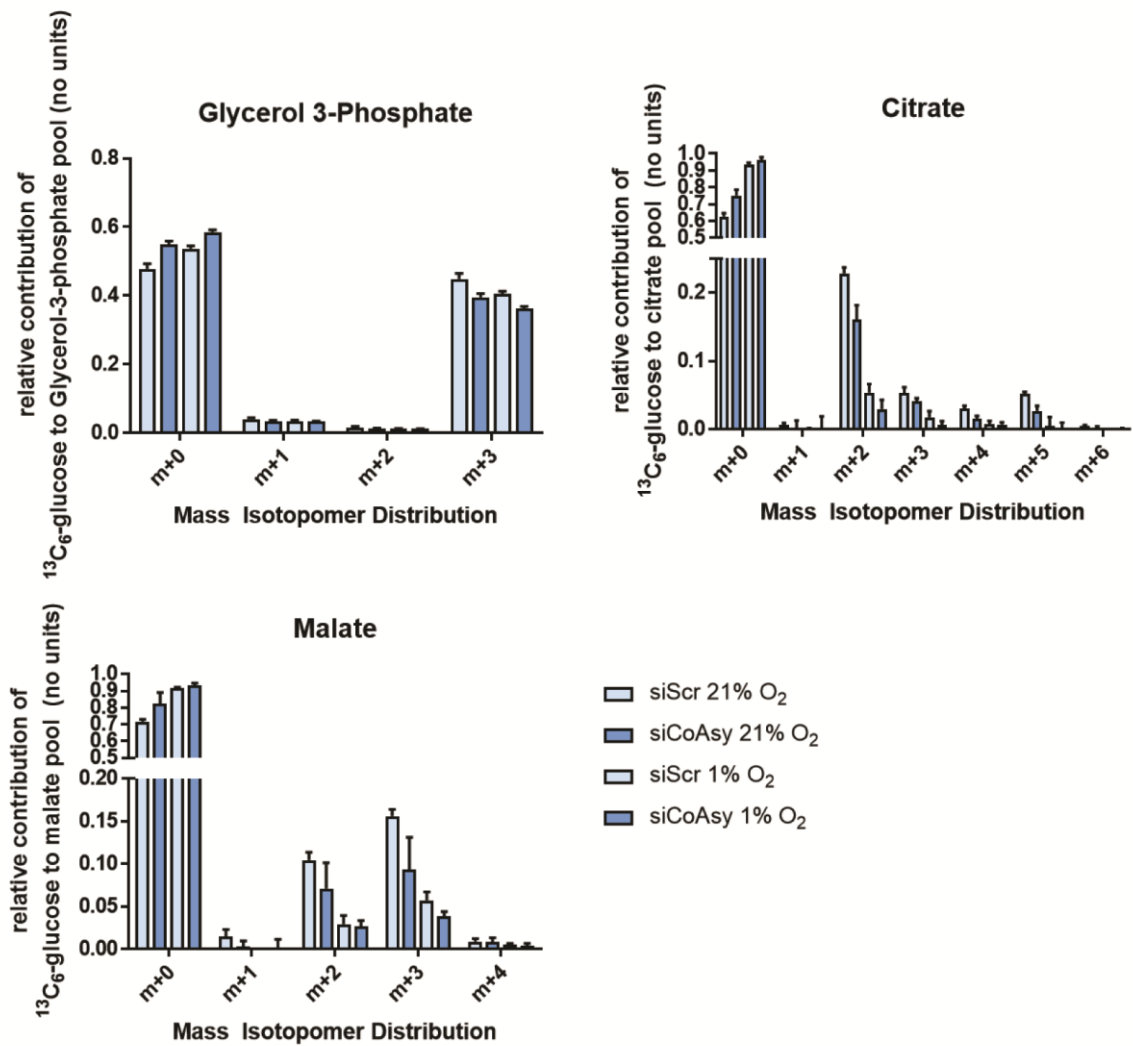 Glycerol 3-Phosphate
relative contribution of
¹³C₆-glucose to Glycerol-3-phosphate pool (no units)
0.8
0.6
0.4
0.2
0.0
m+0
m+1
m+2
m+3
Mass Isotopomer Distribution
Citrate
relative contribution of
¹³C₆-glucose to citrate pool (no units)
1.0
0.9
0.8
0.7
0.6
0.5
0.2
0.1
0.0
m+0
m+1
m+2
m+3
m+4
m+5
m+6
Mass Isotopomer Distribution
Malate
relative contribution of
¹³C₆-glucose to malate pool (no units)
1.0
0.9
0.8
0.7
0.6
0.5
0.20
0.15
0.10
0.05
0.00
m+0
m+1
m+2
m+3
m+4
Mass Isotopomer Distribution
siScr 21% O₂
siCoAsy 21% O₂
siScr 1% O₂
siCoAsy 1% O₂